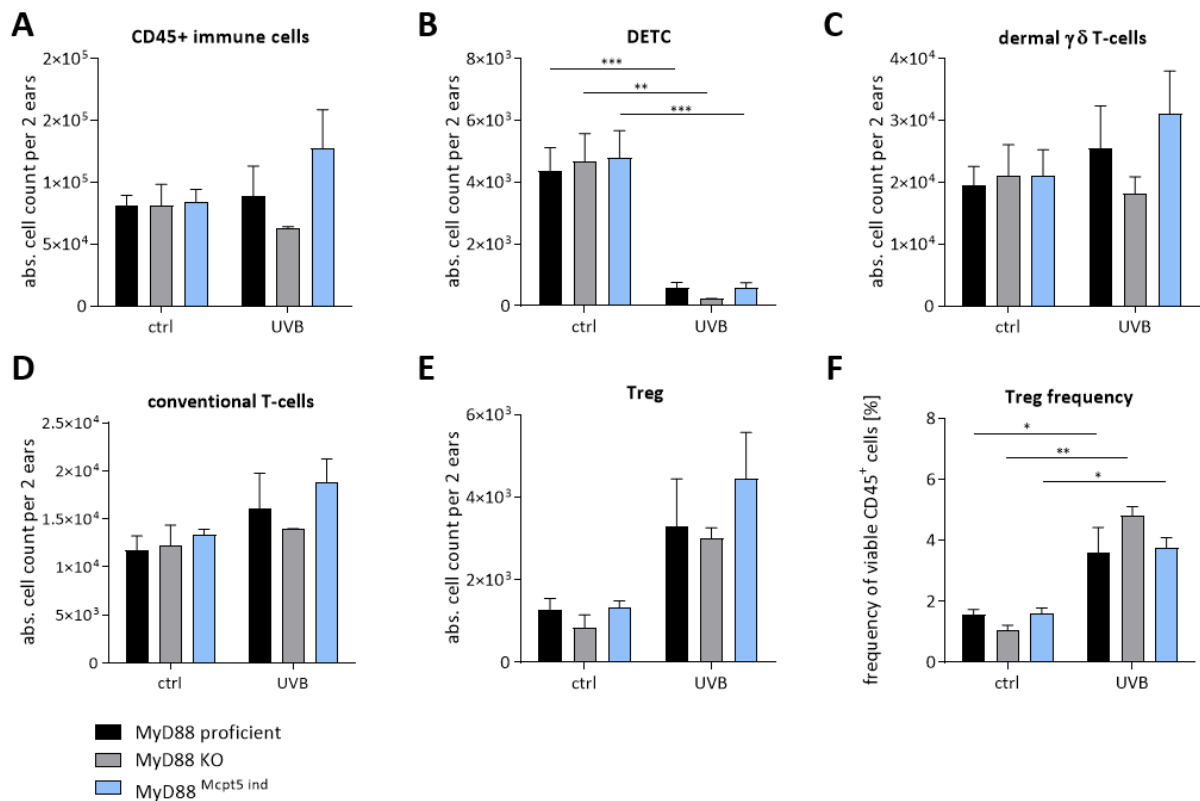 A
CD45+ immune cells
abs. cell count per 2 ears
2×10⁵
2×10⁵
1×10⁵
5×10⁴
0
ctrl UVB
B
DETC
abs. cell count per 2 ears
8×10³
6×10³
4×10³
2×10³
0
*** 
**
***
ctrl UVB
C
dermal γδ T-cells
abs. cell count per 2 ears
4×10⁴
3×10⁴
2×10⁴
1×10⁴
0
ctrl UVB
D
conventional T-cells
abs. cell count per 2 ears
2.5×10⁴
2×10⁴
1.5×10⁴
1×10⁴
5×10³
0
ctrl UVB
E
Treg
abs. cell count per 2 ears
6×10³
4×10³
2×10³
0
ctrl UVB
F
Treg frequency
frequency of viable CD45⁺ cells [%]
8
6
4
2
0
*
**
*
ctrl UVB
MyD88 proficient
MyD88 KO
MyD88 Mcpt5 ind